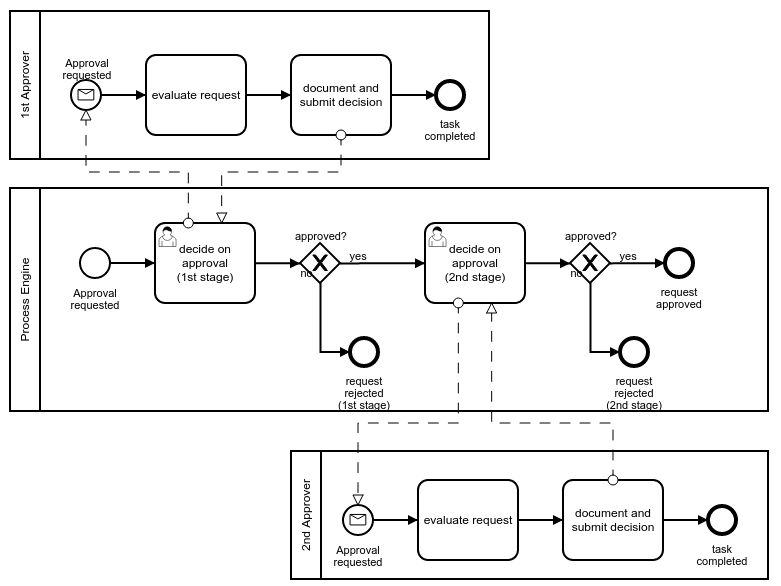 1st Approver
Approval
requested
evaluate request
document and
submit decision
task
completed
Process Engine
Approval
requested
decide on
approval
(1st stage)
approved?
yes
no
request
rejected
(1st stage)
decide on
approval
(2nd stage)
approved?
yes
no
request
approved
request
rejected
(2nd stage)
2nd Approver
Approval
requested
evaluate request
document and
submit decision
task
completed